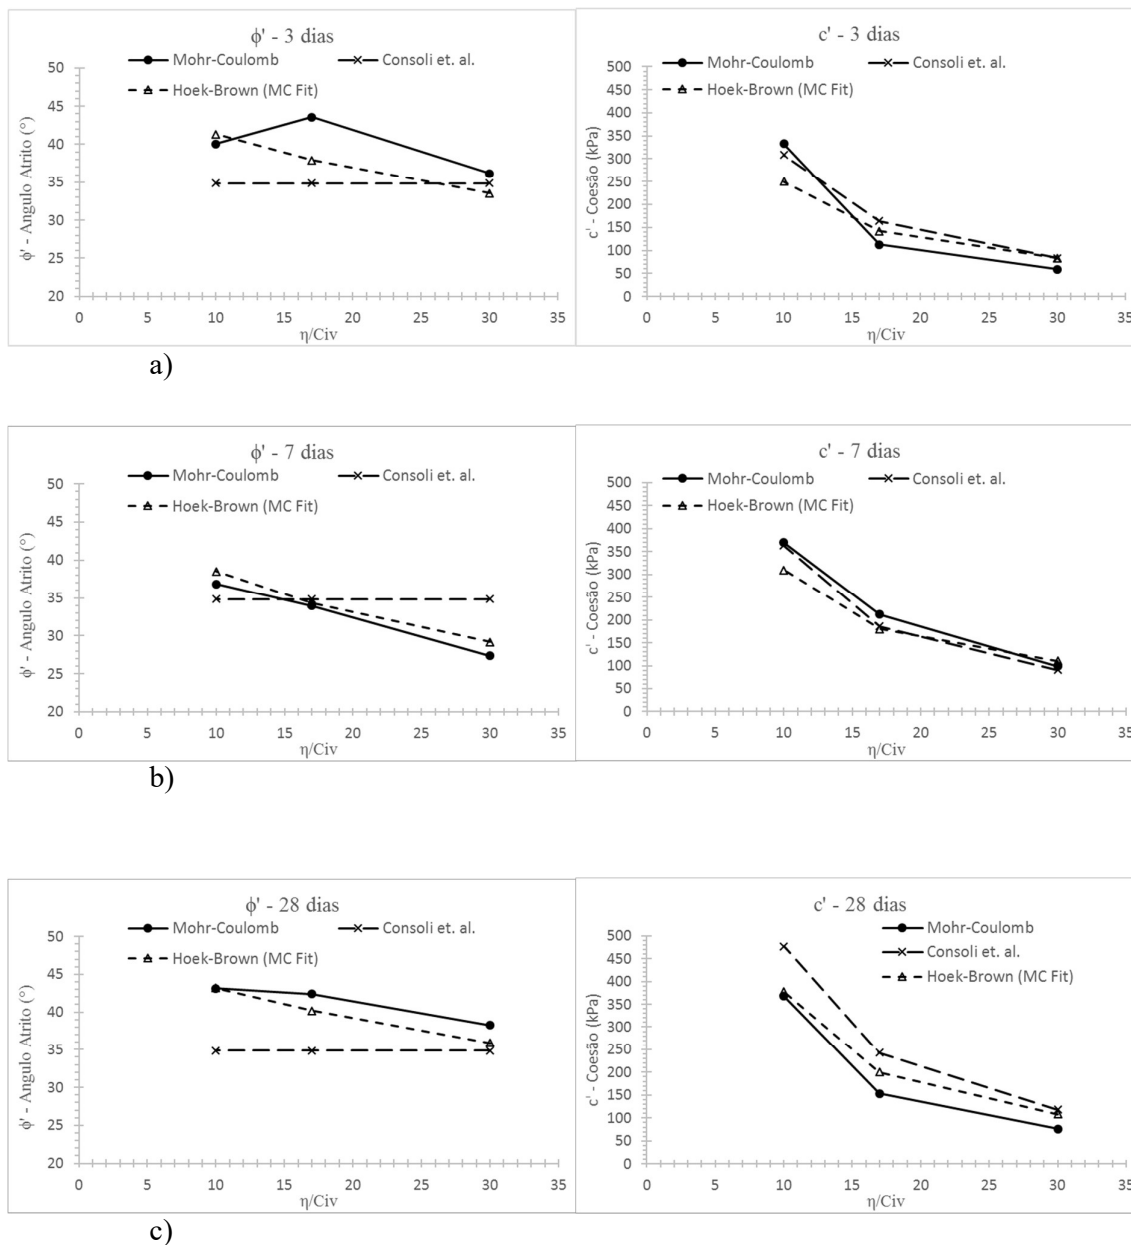 ϕ' - 3 dias
Mohr-Coulomb
Consoli et. al.
Hoek-Brown (MC Fit)
ϕ' - Angulo Atrito (°)
50
45
40
35
30
25
20
0 5 10 15 20 25 30 35
η/Civ
c' - 3 dias
Mohr-Coulomb
Consoli et. al.
Hoek-Brown (MC Fit)
c' - Coesão (kPa)
500
450
400
350
300
250
200
150
100
50
0
0 5 10 15 20 25 30 35
η/Civ
a)
ϕ' - 7 dias
Mohr-Coulomb
Consoli et. al.
Hoek-Brown (MC Fit)
ϕ' - Angulo Atrito (°)
50
45
40
35
30
25
20
0 5 10 15 20 25 30 35
η/Civ
c' - 7 dias
Mohr-Coulomb
Consoli et. al.
Hoek-Brown (MC Fit)
c' - Coesão (kPa)
500
450
400
350
300
250
200
150
100
50
0
0 5 10 15 20 25 30 35
η/Civ
b)
ϕ' - 28 dias
Mohr-Coulomb
Consoli et. al.
Hoek-Brown (MC Fit)
ϕ' - Angulo Atrito (°)
50
45
40
35
30
25
20
0 5 10 15 20 25 30 35
η/Civ
c' - 28 dias
Mohr-Coulomb
Consoli et. al.
Hoek-Brown (MC Fit)
c' - Coesão (kPa)
500
450
400
350
300
250
200
150
100
50
0
0 5 10 15 20 25 30 35
η/Civ
c)